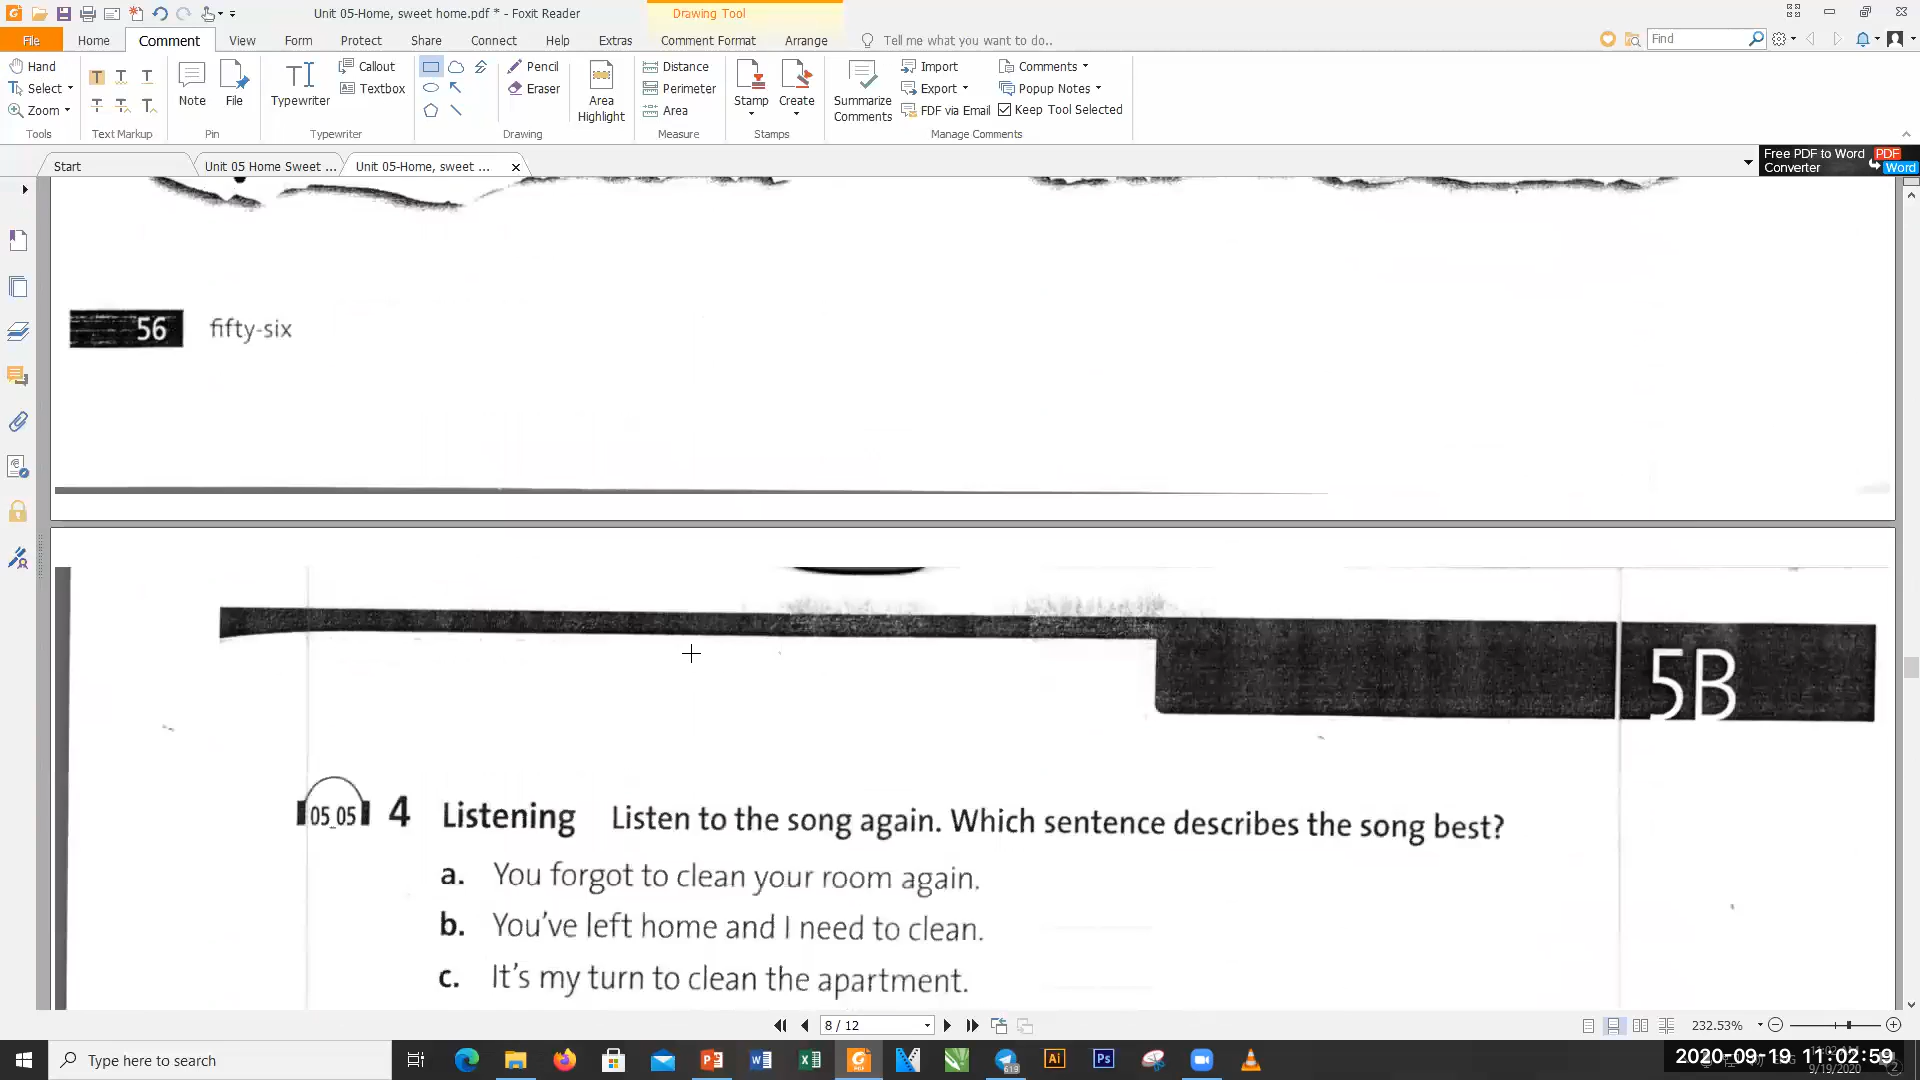 Unit 05-Home, sweet home.pdf * - Foxit Reader
Drawing Tool
File Home Comment View Form Protect Share Connect Help Extras Comment Format Arrange Tell me what you want to do.. Find
Hand
Select
Zoom
Tools
Text Markup
Note
File
Pin
Typewriter
Callout
Textbox
Typewriter
Pencil
Eraser
Area Highlight
Drawing
Distance
Perimeter
Area
Measure
Stamp
Create
Stamps
Summarize Comments
Import
Export
FDF via Email
Comments
Popup Notes
Keep Tool Selected
Manage Comments
Start
Unit 05 Home Sweet ...
Unit 05-Home, sweet ...
Free PDF to Word Converter
PDF
Word
56 fifty-six
5B
05_05 4 Listening Listen to the song again. Which sentence describes the song best?
a. You forgot to clean your room again.
b. You've left home and I need to clean.
c. It's my turn to clean the apartment.
8 / 12
232.53%
Type here to search
619
Ai
Ps
2020-09-19 11:02:59
9/19/2020